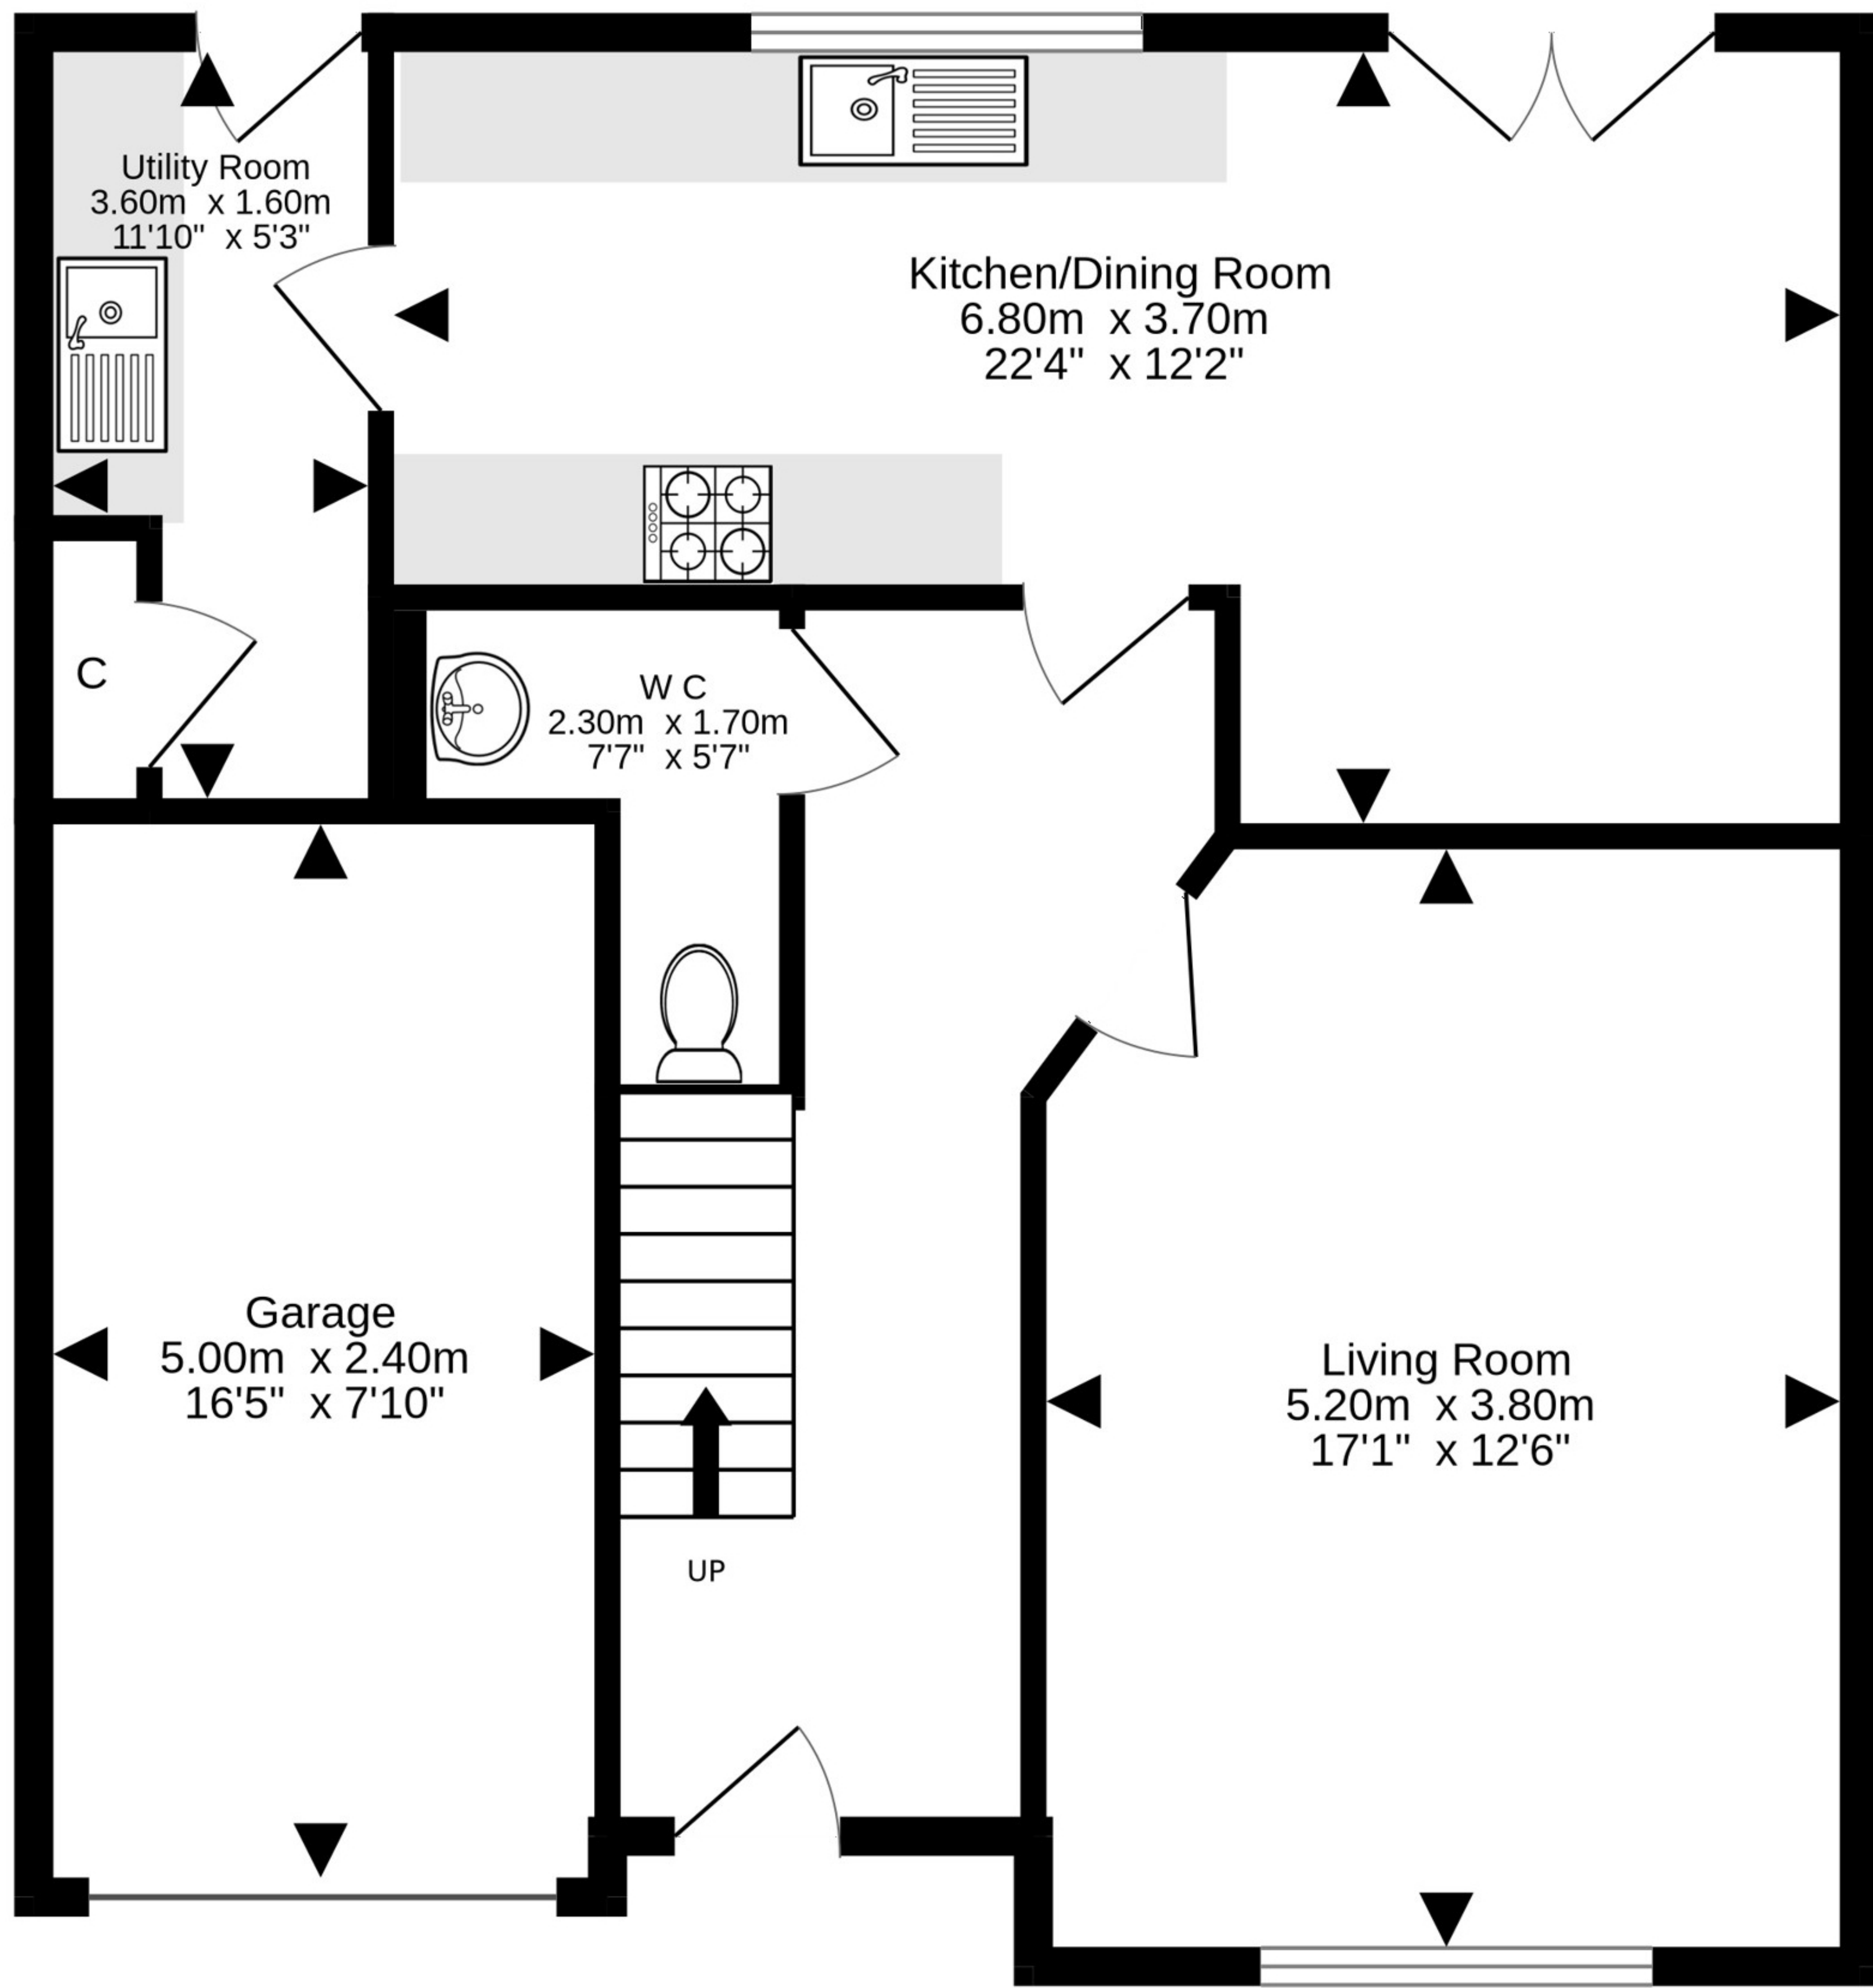 Utility Room
3.60m x 1.60m
11'10" x 5'3"
Kitchen/Dining Room
6.80m x 3.70m
22'4" x 12'2"
C
W C
2.30m x 1.70m
7'7" x 5'7"
Garage
5.00m x 2.40m
16'5" x 7'10"
Living Room
5.20m x 3.80m
17'1" x 12'6"
UP